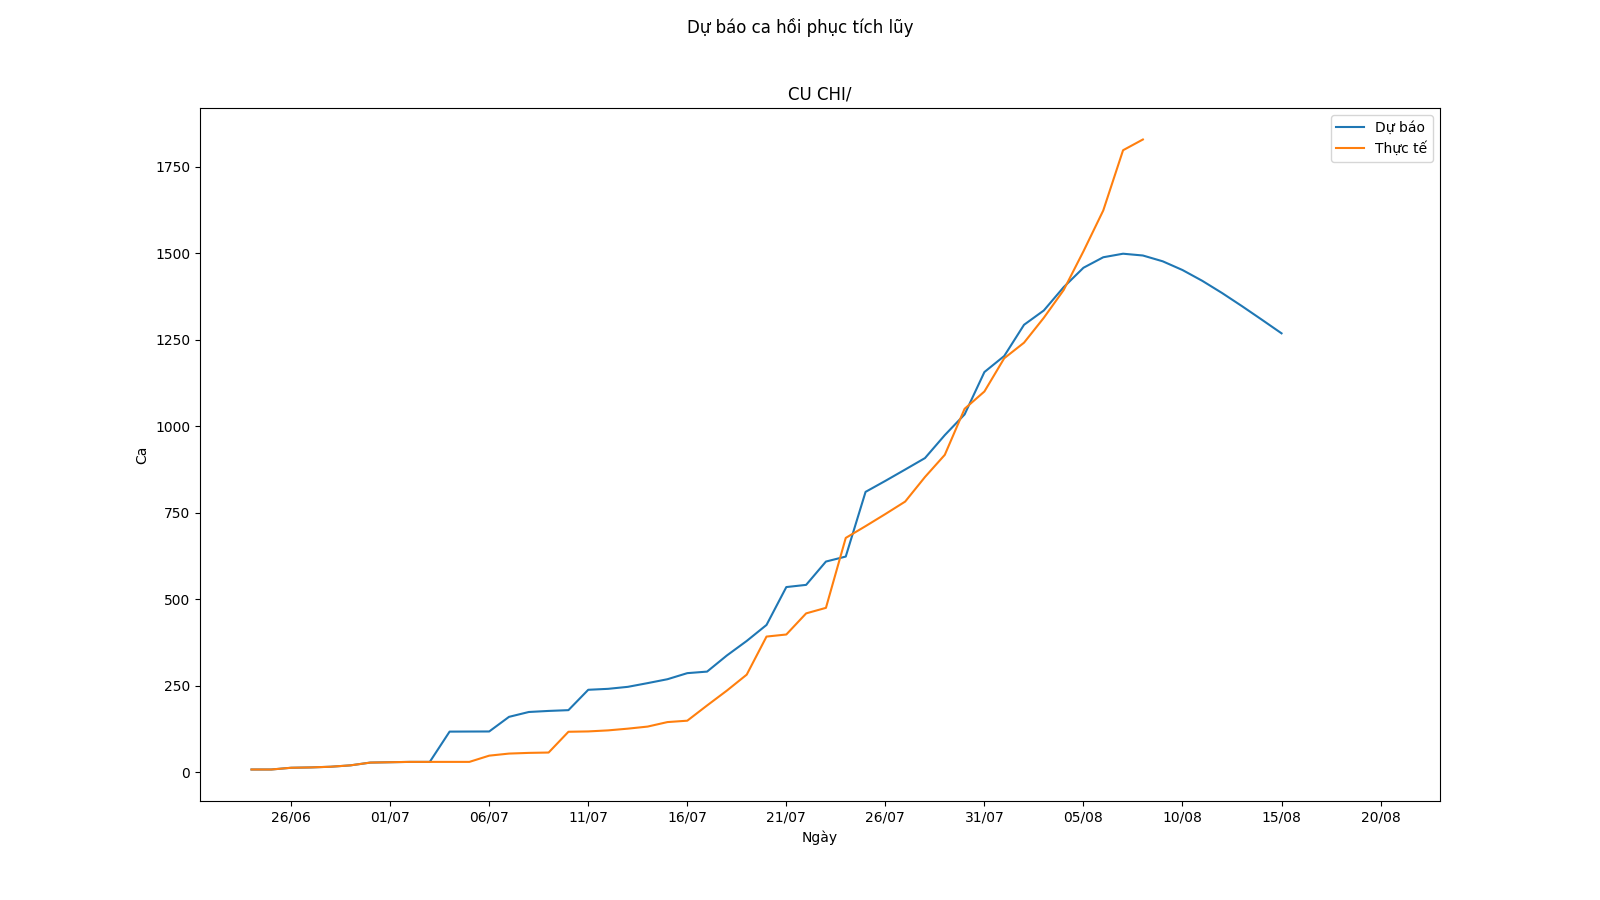 Dự báo ca hồi phục tích lũy
CU CHI/
Dự báo
Thực tế
1750
1500
1250
1000
750
500
250
0
Ca
26/06 01/07 06/07 11/07 16/07 21/07 26/07 31/07 05/08 10/08 15/08 20/08
Ngày